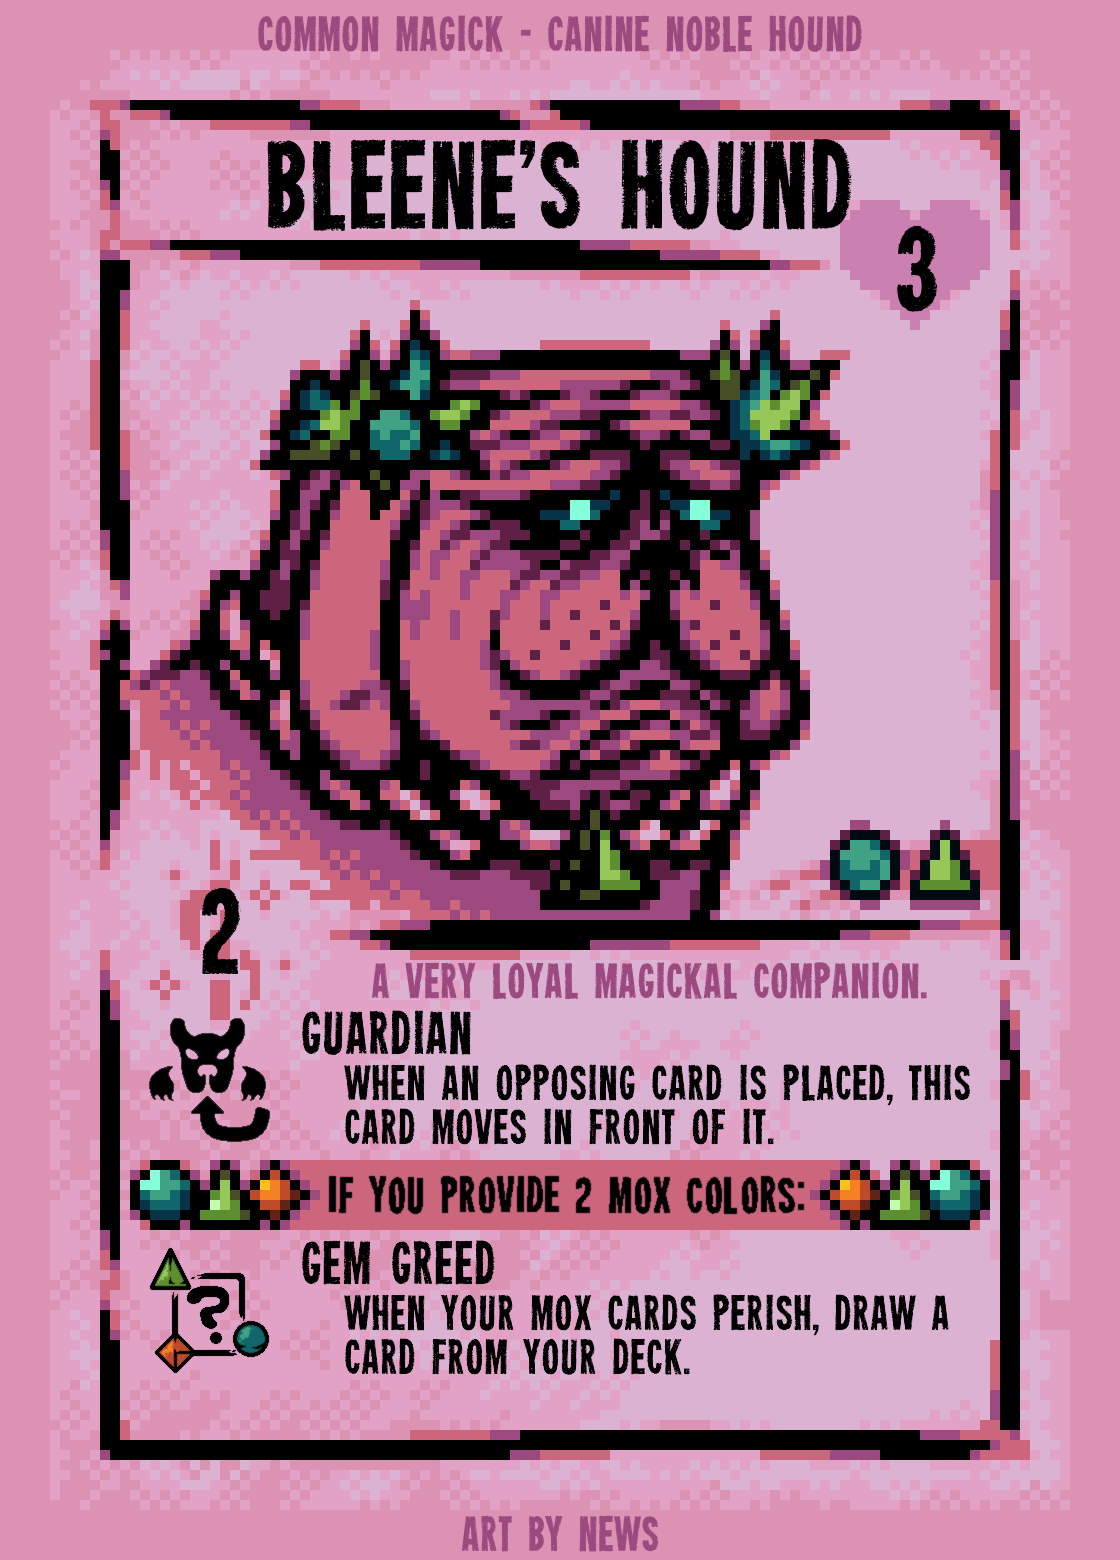 COMMON MAGICK - CANINE NOBLE HOUND
BLEENE'S HOUND
3
2
A VERY LOYAL MAGICKAL COMPANION.
GUARDIAN
WHEN AN OPPOSING CARD IS PLACED, THIS
CARD MOVES IN FRONT OF IT.
IF YOU PROVIDE 2 MOX COLORS:
GEM GREED
?
WHEN YOUR MOX CARDS PERISH, DRAW A
CARD FROM YOUR DECK.
ART BY NEWS